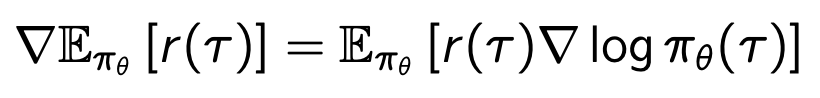 ∇𝔼_{π_θ} [r(τ)] = 𝔼_{π_θ} [r(τ)∇ log π_θ(τ)]